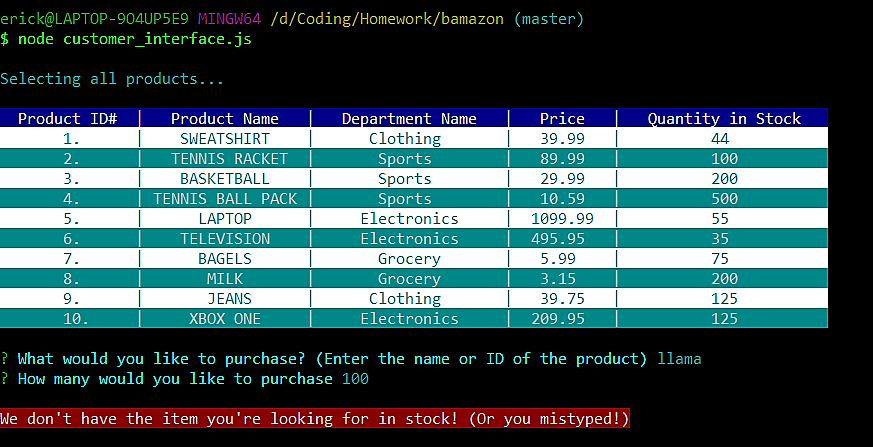 erick@LAPTOP-9O4UP5E9 MINGW64 /d/Coding/Homework/bamazon (master)
$ node customer_interface.js
Selecting all products...
Product ID# | Product Name | Department Name | Price | Quantity in Stock
1. | SWEATSHIRT | Clothing | 39.99 | 44
2. | TENNIS RACKET | Sports | 89.99 | 100
3. | BASKETBALL | Sports | 29.99 | 200
4. | TENNIS BALL PACK | Sports | 10.59 | 500
5. | LAPTOP | Electronics | 1099.99 | 55
6. | TELEVISION | Electronics | 495.95 | 35
7. | BAGELS | Grocery | 5.99 | 75
8. | MILK | Grocery | 3.15 | 200
9. | JEANS | Clothing | 39.75 | 125
10. | XBOX ONE | Electronics | 209.95 | 125
? What would you like to purchase? (Enter the name or ID of the product) llama
? How many would you like to purchase 100
We don't have the item you're looking for in stock! (Or you mistyped!)